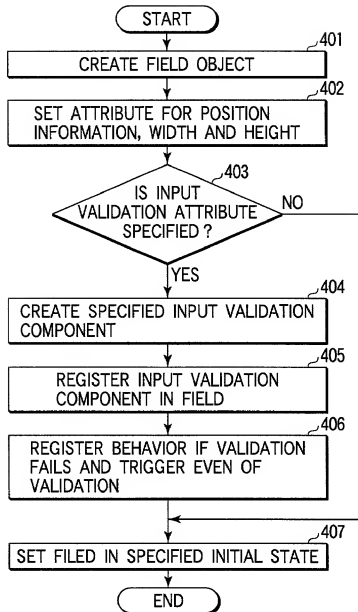 START
401
CREATE FIELD OBJECT
402
SET ATTRIBUTE FOR POSITION
INFORMATION, WIDTH AND HEIGHT
403
IS INPUT
VALIDATION ATTRIBUTE
SPECIFIED ?
NO
YES
404
CREATE SPECIFIED INPUT VALIDATION
COMPONENT
405
REGISTER INPUT VALIDATION
COMPONENT IN FIELD
406
REGISTER BEHAVIOR IF VALIDATION
FAILS AND TRIGGER EVEN OF
VALIDATION
407
SET FILED IN SPECIFIED INITIAL STATE
END